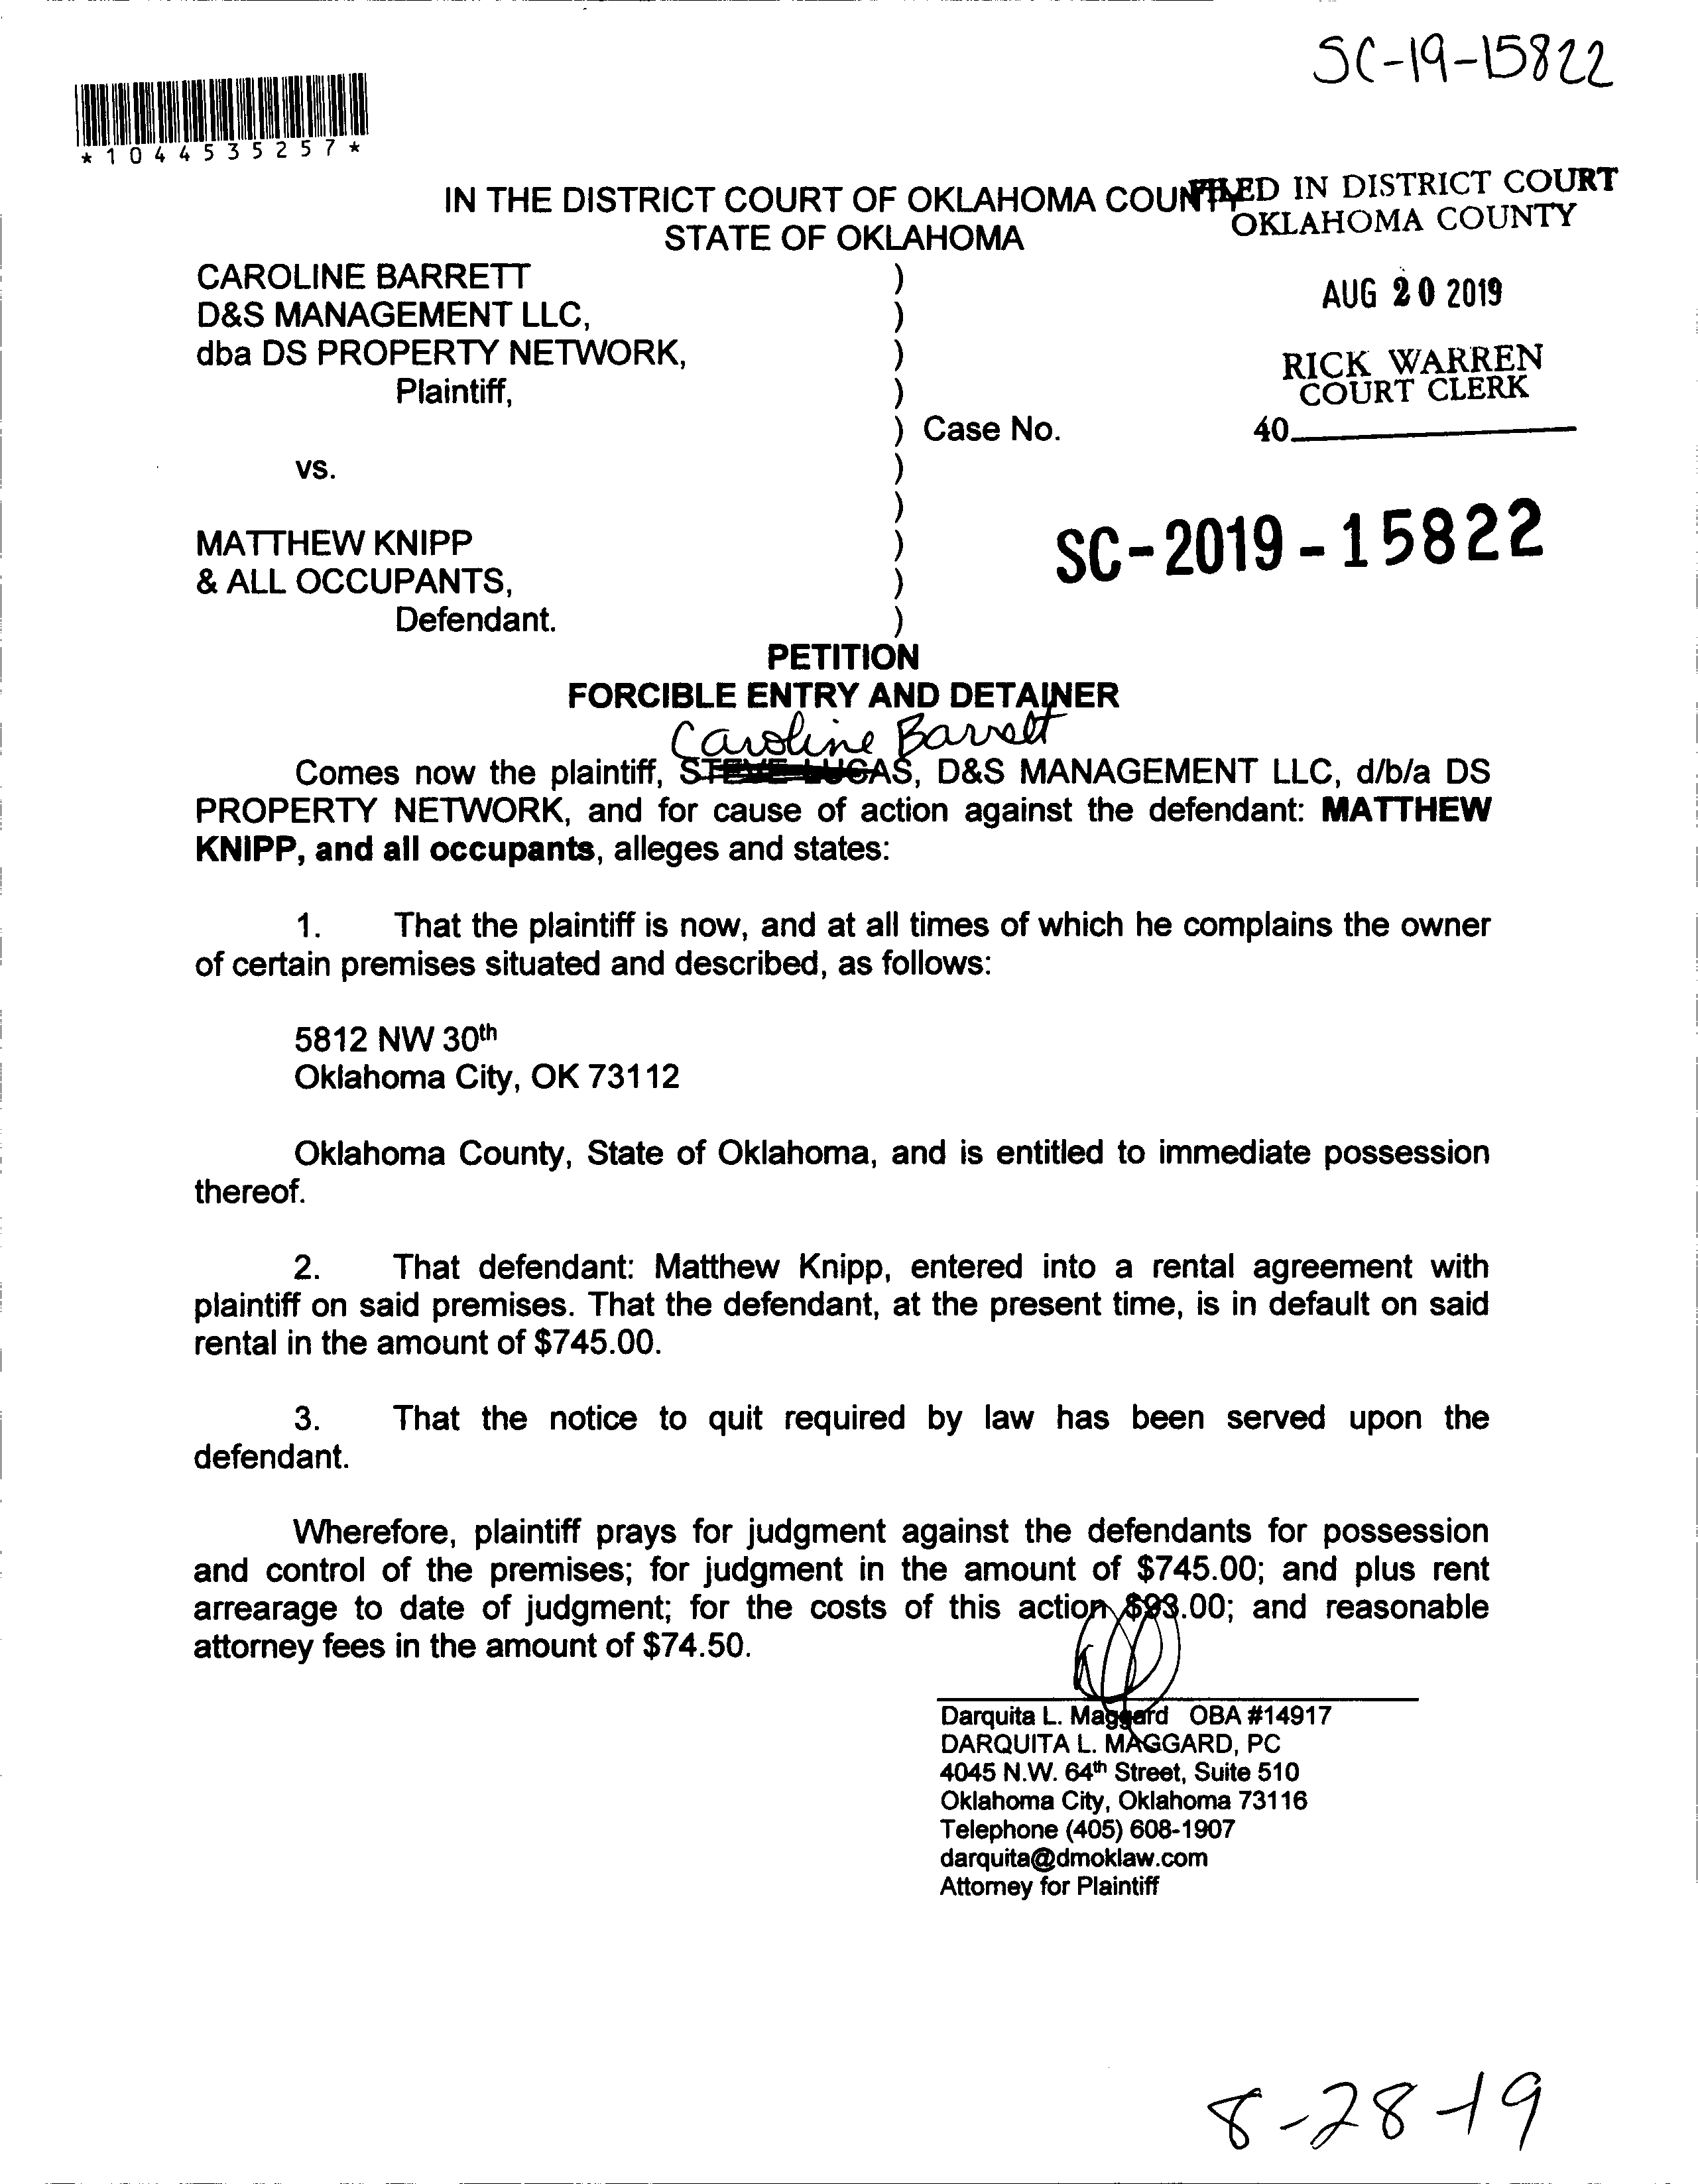 SC-19-15822
*1044535257*
IN THE DISTRICT COURT OF OKLAHOMA COUNTY
STATE OF OKLAHOMA
FILED IN DISTRICT COURT
OKLAHOMA COUNTY
AUG 20 2019
RICK WARREN
COURT CLERK
40
CAROLINE BARRETT )
D&S MANAGEMENT LLC, )
dba DS PROPERTY NETWORK, )
Plaintiff, )
) Case No.
vs. )
)
MATTHEW KNIPP )
& ALL OCCUPANTS, )
Defendant. )
SC-2019-15822
PETITION
FORCIBLE ENTRY AND DETAINER
Caroline Barrett
Comes now the plaintiff, STEVE LUCAS, D&S MANAGEMENT LLC, d/b/a DS
PROPERTY NETWORK, and for cause of action against the defendant: MATTHEW
KNIPP, and all occupants, alleges and states:
1. That the plaintiff is now, and at all times of which he complains the owner
of certain premises situated and described, as follows:
5812 NW 30th
Oklahoma City, OK 73112
Oklahoma County, State of Oklahoma, and is entitled to immediate possession
thereof.
2. That defendant: Matthew Knipp, entered into a rental agreement with
plaintiff on said premises. That the defendant, at the present time, is in default on said
rental in the amount of $745.00.
3. That the notice to quit required by law has been served upon the
defendant.
Wherefore, plaintiff prays for judgment against the defendants for possession
and control of the premises; for judgment in the amount of $745.00; and plus rent
arrearage to date of judgment; for the costs of this action $93.00; and reasonable
attorney fees in the amount of $74.50.
Darquita L. Maggard OBA #14917
DARQUITA L. MAGGARD, PC
4045 N.W. 64th Street, Suite 510
Oklahoma City, Oklahoma 73116
Telephone (405) 608-1907
darquita@dmoklaw.com
Attorney for Plaintiff
8-28-19